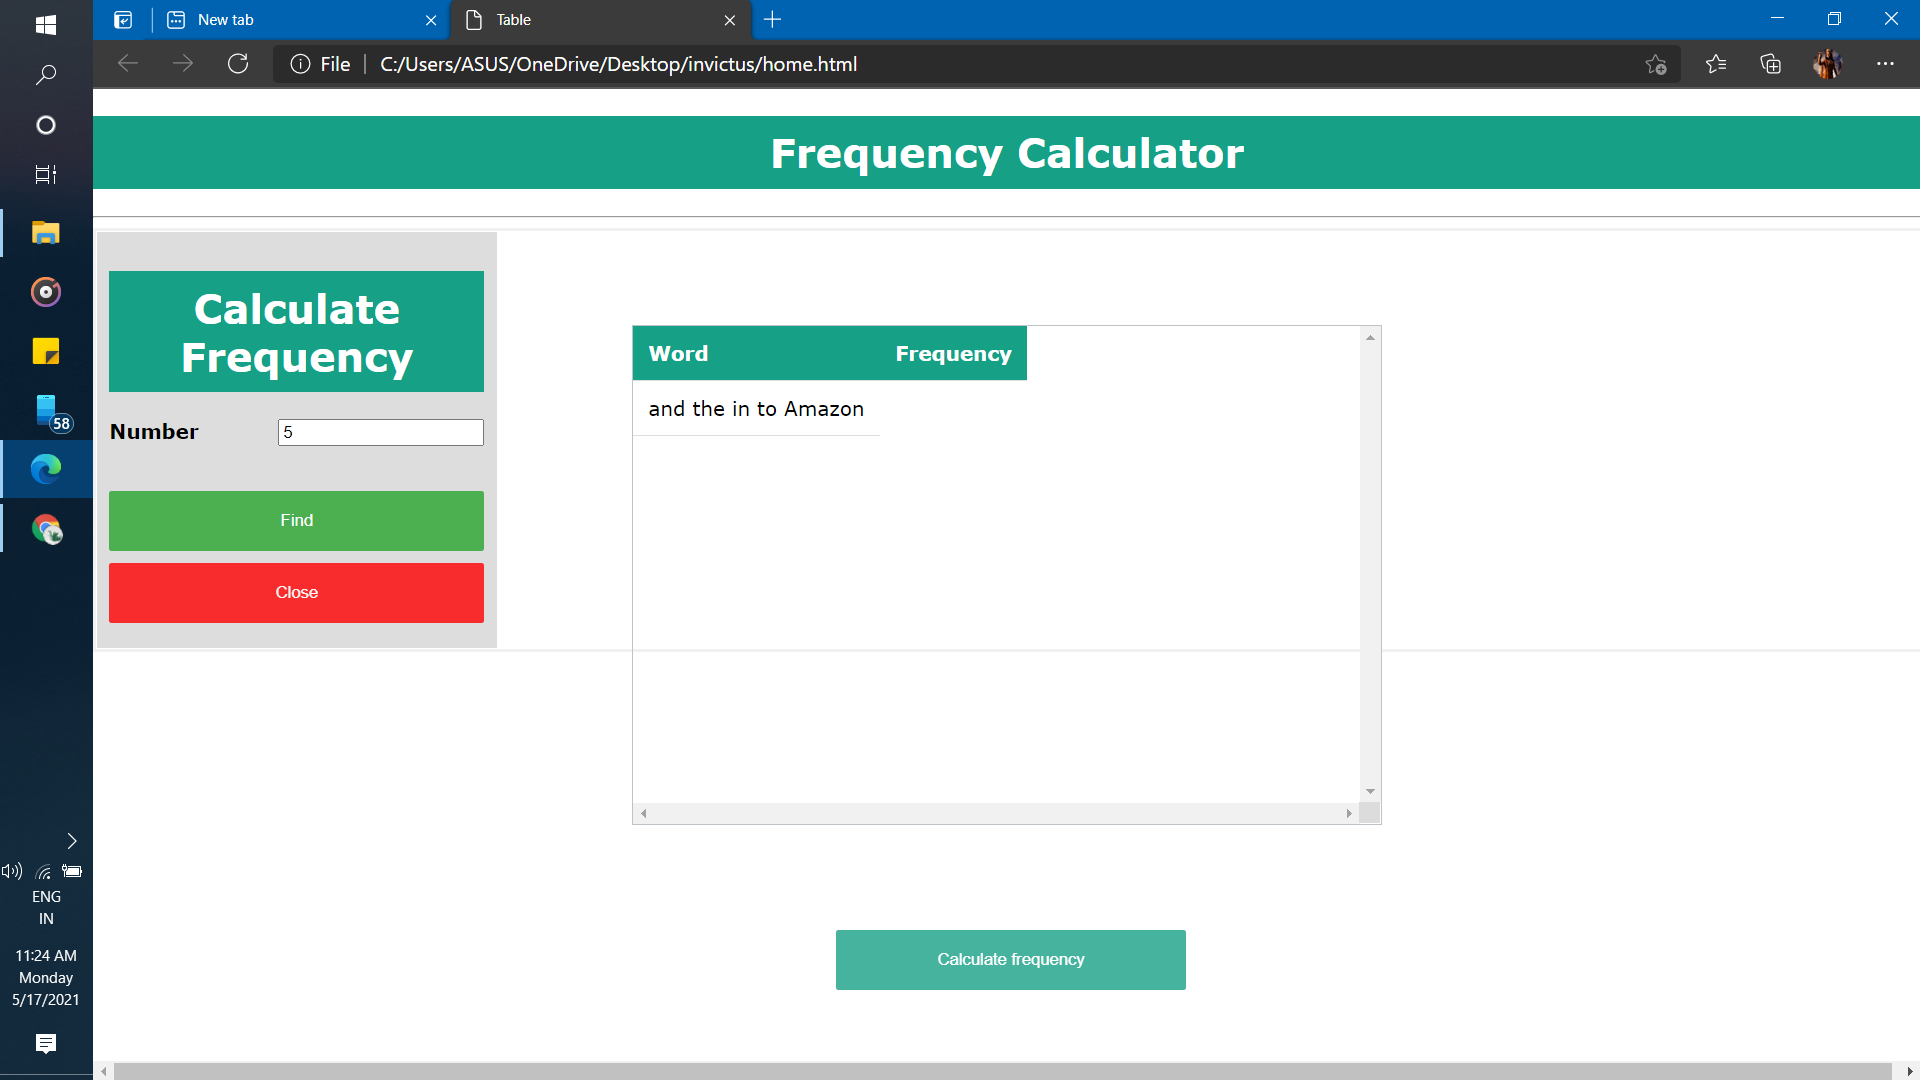 New tab
Table
File
C:/Users/ASUS/OneDrive/Desktop/invictus/home.html
Frequency Calculator
Calculate
Frequency
Number
5
Find
Close
Word Frequency
and the in to Amazon
Calculate frequency
58
ENG
IN
11:24 AM
Monday
5/17/2021